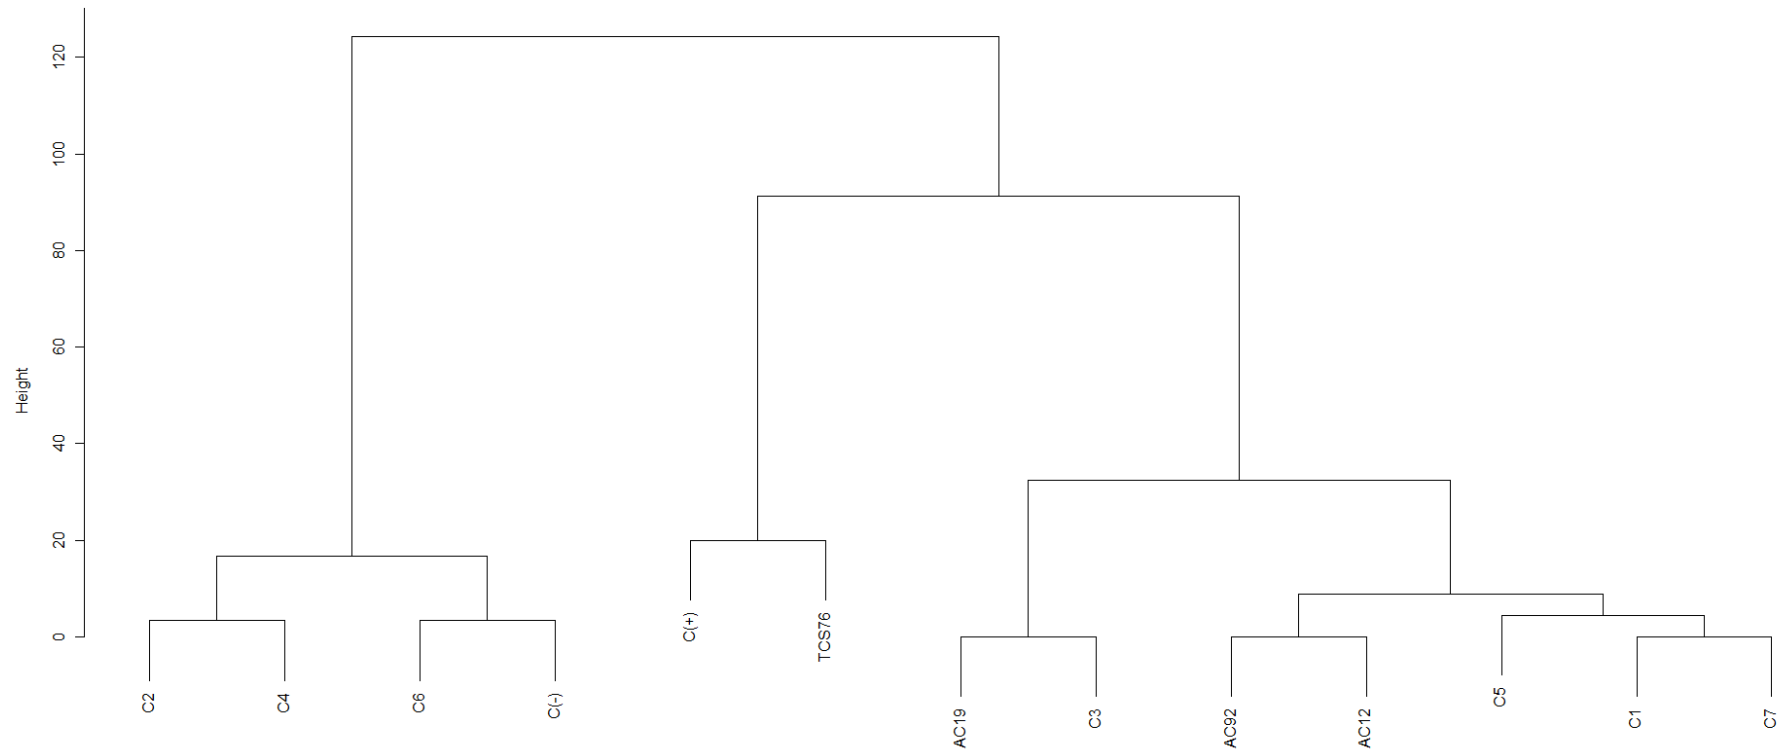 120
100
80
60
40
20
0
Height
C2
C4
C6
C(-)
C(+)
TCS76
AC19
C3
AC92
AC12
C5
C1
C7